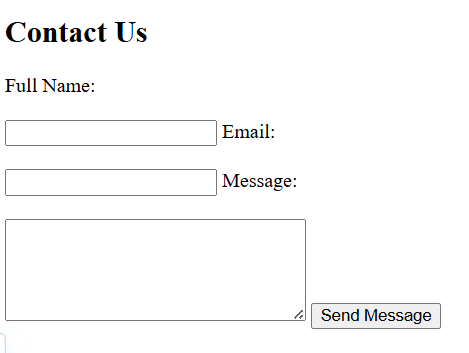 Contact Us
Full Name:
Email:
Message:
Send Message